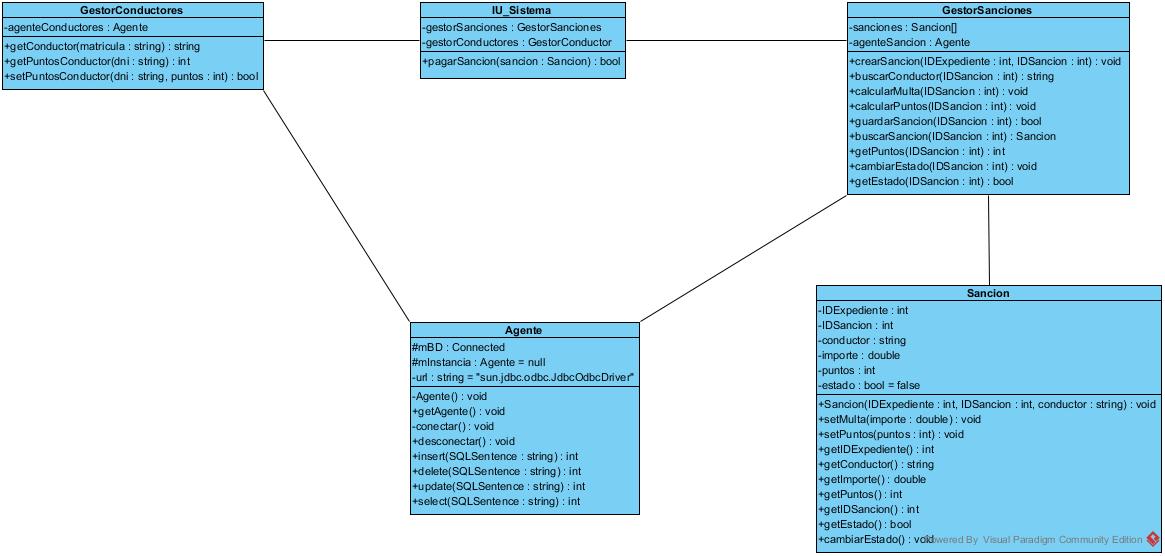 GestorConductores
-agenteConductores : Agente
+getConductor(matricula : string) : string
+getPuntosConductor(dni : string) : int
+setPuntosConductor(dni : string, puntos : int) : bool
IU_Sistema
-gestorSanciones : GestorSanciones
-gestorConductores : GestorConductor
+pagarSancion(sancion : Sancion) : bool
GestorSanciones
-sanciones : Sancion[]
-agenteSancion : Agente
+crearSancion(IDExpediente : int, IDSancion : int) : void
+buscarConductor(IDSancion : int) : string
+calcularMulta(IDSancion : int) : void
+calcularPuntos(IDSancion : int) : void
+guardarSancion(IDSancion : int) : bool
+buscarSancion(IDSancion : int) : Sancion
+getPuntos(IDSancion : int) : int
+cambiarEstado(IDSancion : int) : void
+getEstado(IDSancion : int) : bool
Agente
#mBD : Connected
#mInstancia : Agente = null
-url : string = "sun.jdbc.odbc.JdbcOdbcDriver"
-Agente() : void
+getAgente() : void
-conectar() : void
+desconectar() : void
+insert(SQLSentence : string) : int
+delete(SQLSentence : string) : int
+update(SQLSentence : string) : int
+select(SQLSentence : string) : int
Sancion
-IDExpediente : int
-IDSancion : int
-conductor : string
-importe : double
-puntos : int
-estado : bool = false
+Sancion(IDExpediente : int, IDSancion : int, conductor : string) : void
+setMulta(importe : double) : void
+setPuntos(puntos : int) : void
+getIDExpediente() : int
+getConductor() : string
+getImporte() : double
+getPuntos() : int
+getIDSancion() : int
+getEstado() : bool
+cambiarEstado() : void
Powered By Visual Paradigm Community Edition